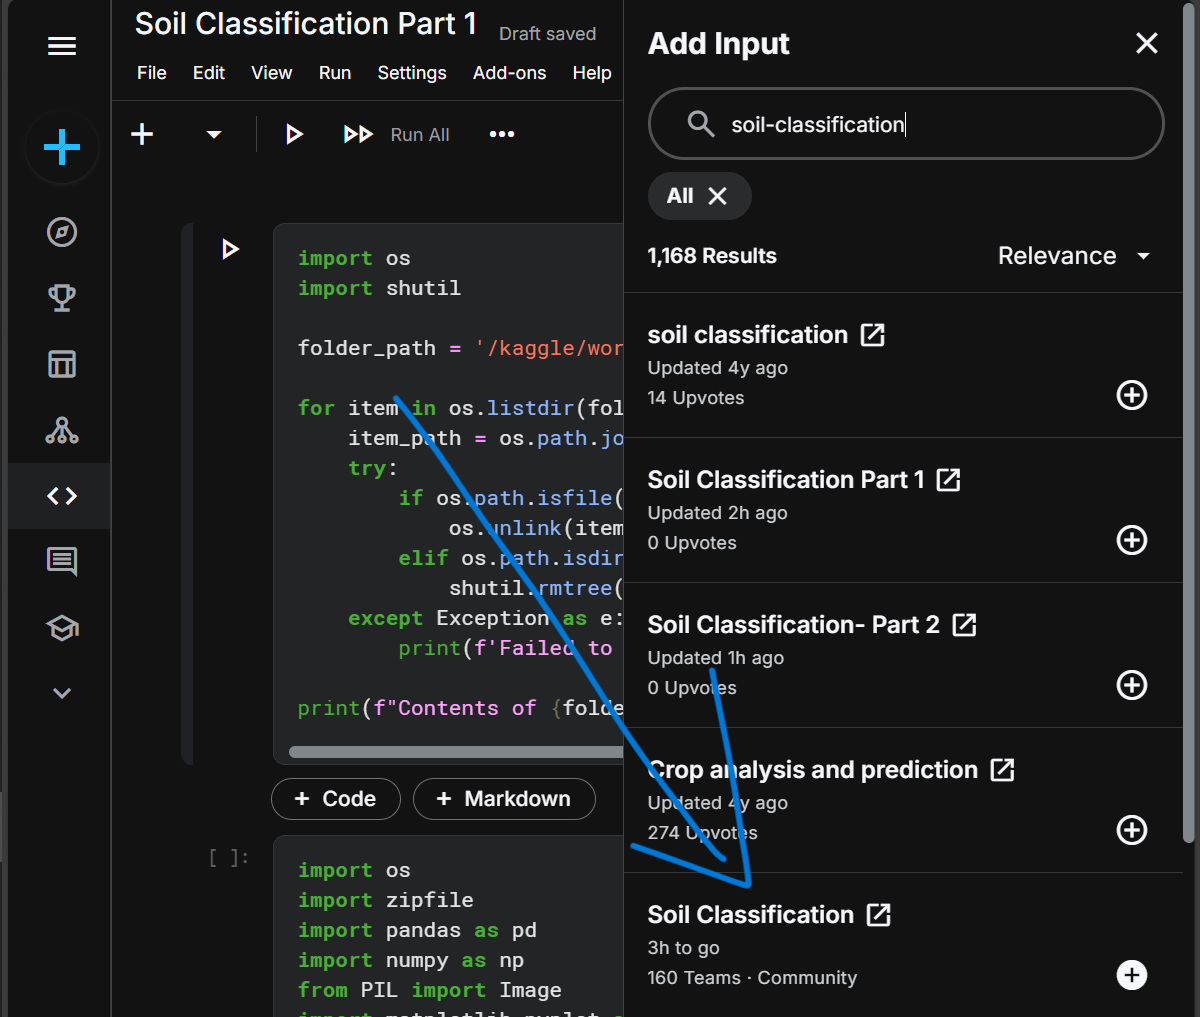 Soil Classification Part 1
Draft saved
File Edit View Run Settings Add-ons Help
Run All
import os
import shutil
folder_path = '/kaggle/wor
for item in os.listdir(fol
item_path = os.path.jo
try:
if os.path.isfile(
os.unlink(item
elif os.path.isdir
shutil.rmtree(
except Exception as e:
print(f'Failed to
print(f"Contents of {folde
+ Code
+ Markdown
[ ]:
import os
import zipfile
import pandas as pd
import numpy as np
from PIL import Image
Add Input
soil-classification
All
1,168 Results
Relevance
soil classification
Updated 4y ago
14 Upvotes
Soil Classification Part 1
Updated 2h ago
0 Upvotes
Soil Classification- Part 2
Updated 1h ago
0 Upvotes
Crop analysis and prediction
Updated 4y ago
274 Upvotes
Soil Classification
3h to go
160 Teams · Community